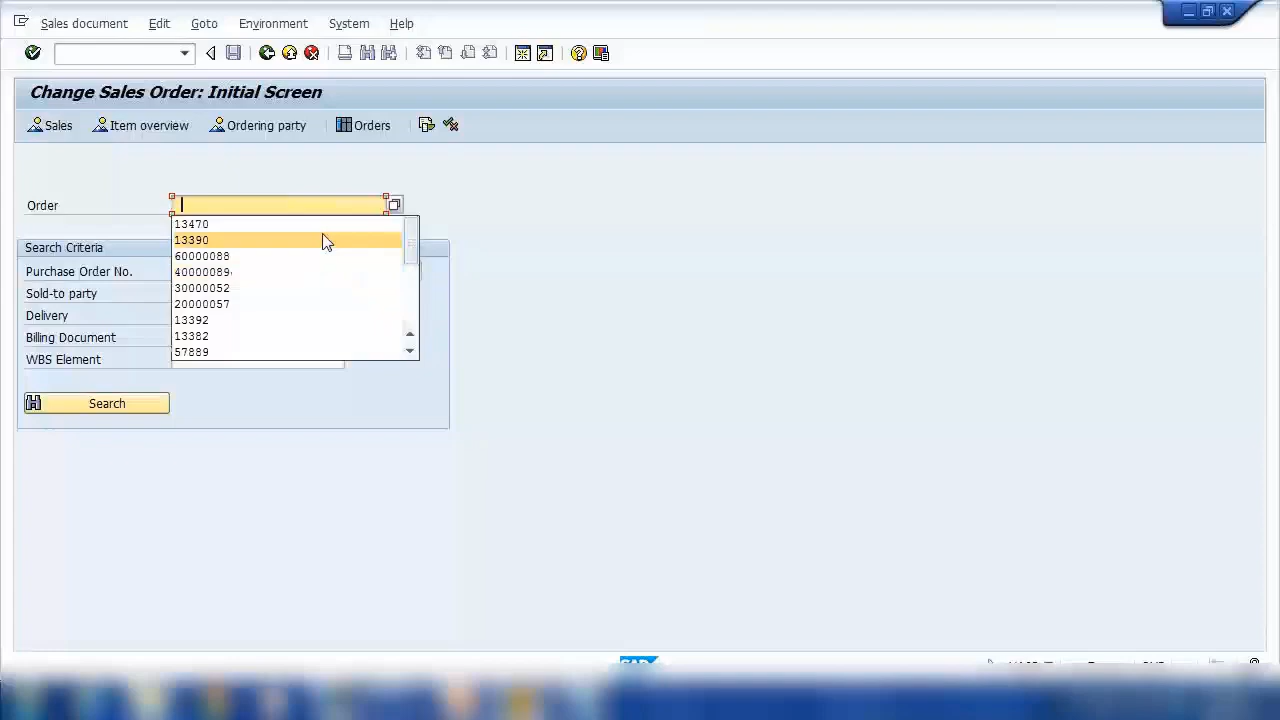 Sales document Edit Goto Environment System Help
Change Sales Order: Initial Screen
Sales Item overview Ordering party Orders
Order
13470
13390
60000088
40000089
30000052
20000057
13392
13382
57889
Search Criteria
Purchase Order No.
Sold-to party
Delivery
Billing Document
WBS Element
Search